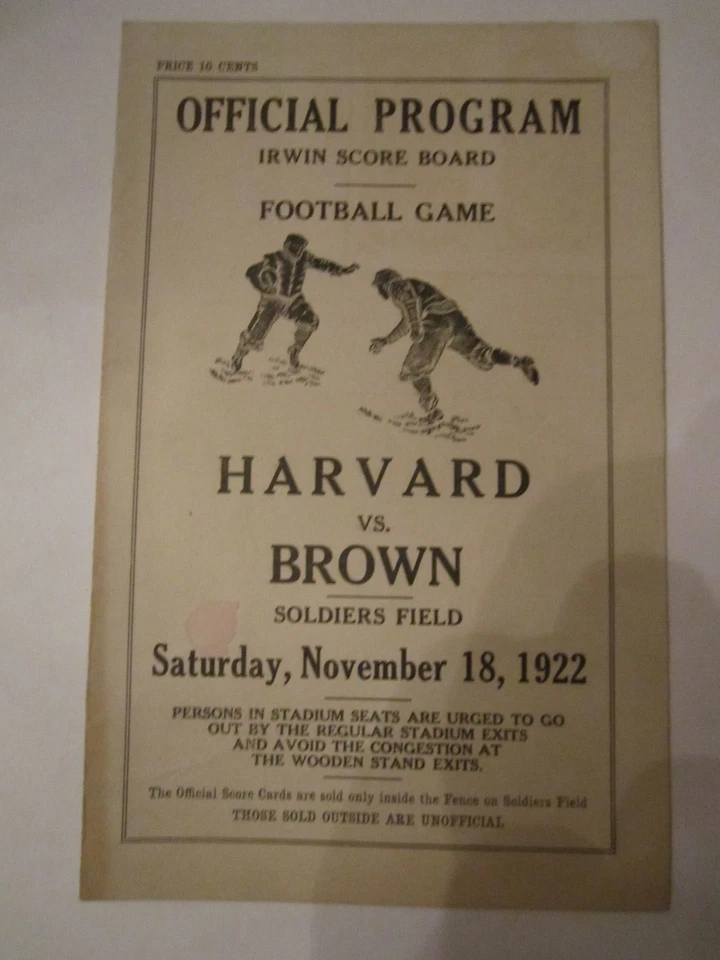 PRICE 10 CENTS
OFFICIAL PROGRAM
IRWIN SCORE BOARD
FOOTBALL GAME
HARVARD
VS.
BROWN
SOLDIERS FIELD
Saturday, November 18, 1922
PERSONS IN STADIUM SEATS ARE URGED TO GO
OUT BY THE REGULAR STADIUM EXITS
AND AVOID THE CONGESTION AT
THE WOODEN STAND EXITS.
The Official Score Cards are sold only inside the Fence on Soldiers Field
THOSE SOLD OUTSIDE ARE UNOFFICIAL